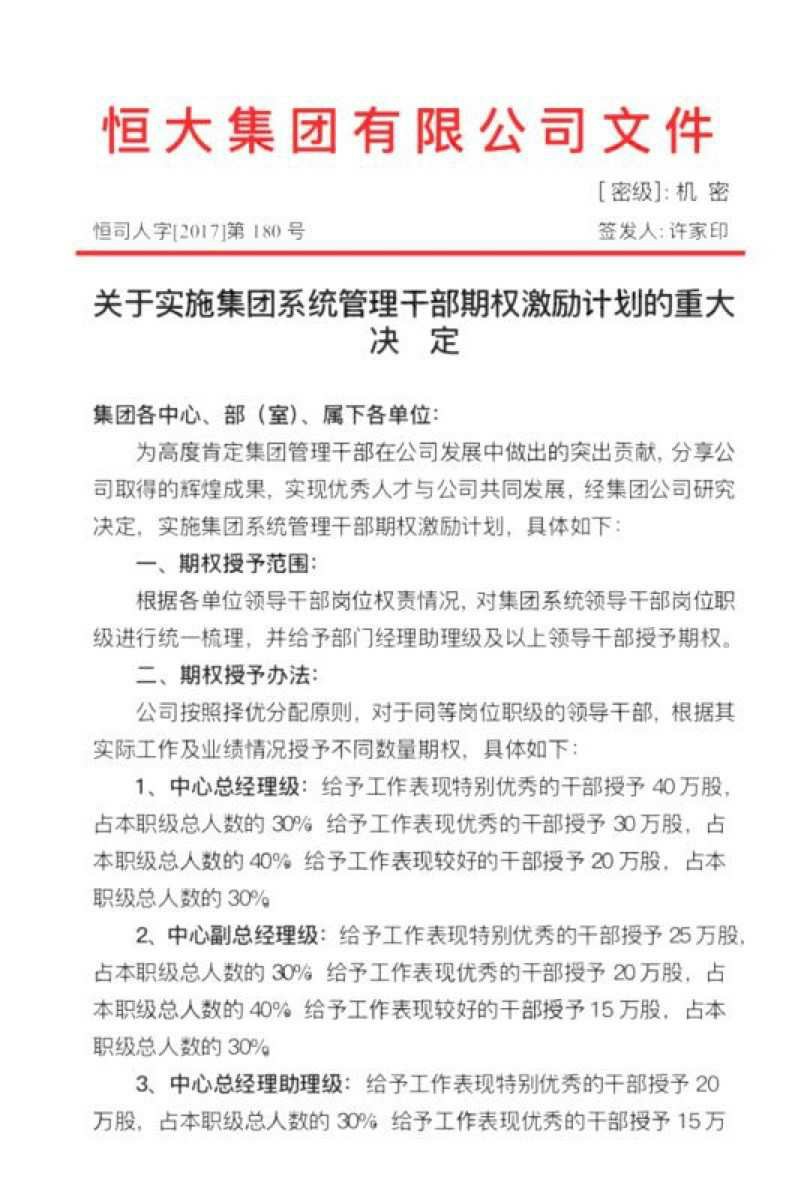 恒大集团有限公司文件
[密级]:机 密
恒司人字[2017]第 180 号
签发人:许家印
关于实施集团系统管理干部期权激励计划的重大
决 定
集团各中心、部（室）、属下各单位：
为高度肯定集团管理干部在公司发展中做出的突出贡献,分享公
司取得的辉煌成果，实现优秀人才与公司共同发展，经集团公司研究
决定，实施集团系统管理干部期权激励计划，具体如下：
一、期权授予范围：
根据各单位领导干部岗位权责情况,对集团系统领导干部岗位职
级进行统一梳理，并给予部门经理助理级及以上领导干部授予期权。
二、期权授予办法：
公司按照择优分配原则，对于同等岗位职级的领导干部，根据其
实际工作及业绩情况授予不同数量期权，具体如下：
1、中心总经理级：给予工作表现特别优秀的干部授予 40 万股，
占本职级总人数的 30%。给予工作表现优秀的干部授予 30 万股，占
本职级总人数的 40%。给予工作表现较好的干部授予 20 万股，占本
职级总人数的 30%。
2、中心副总经理级：给予工作表现特别优秀的干部授予 25 万股，
占本职级总人数的 30%。给予工作表现优秀的干部授予 20 万股，占
本职级总人数的 40%。给予工作表现较好的干部授予 15 万股，占本
职级总人数的 30%。
3、中心总经理助理级：给予工作表现特别优秀的干部授予 20
万股，占本职级总人数的 30%。给予工作表现优秀的干部授予 15 万